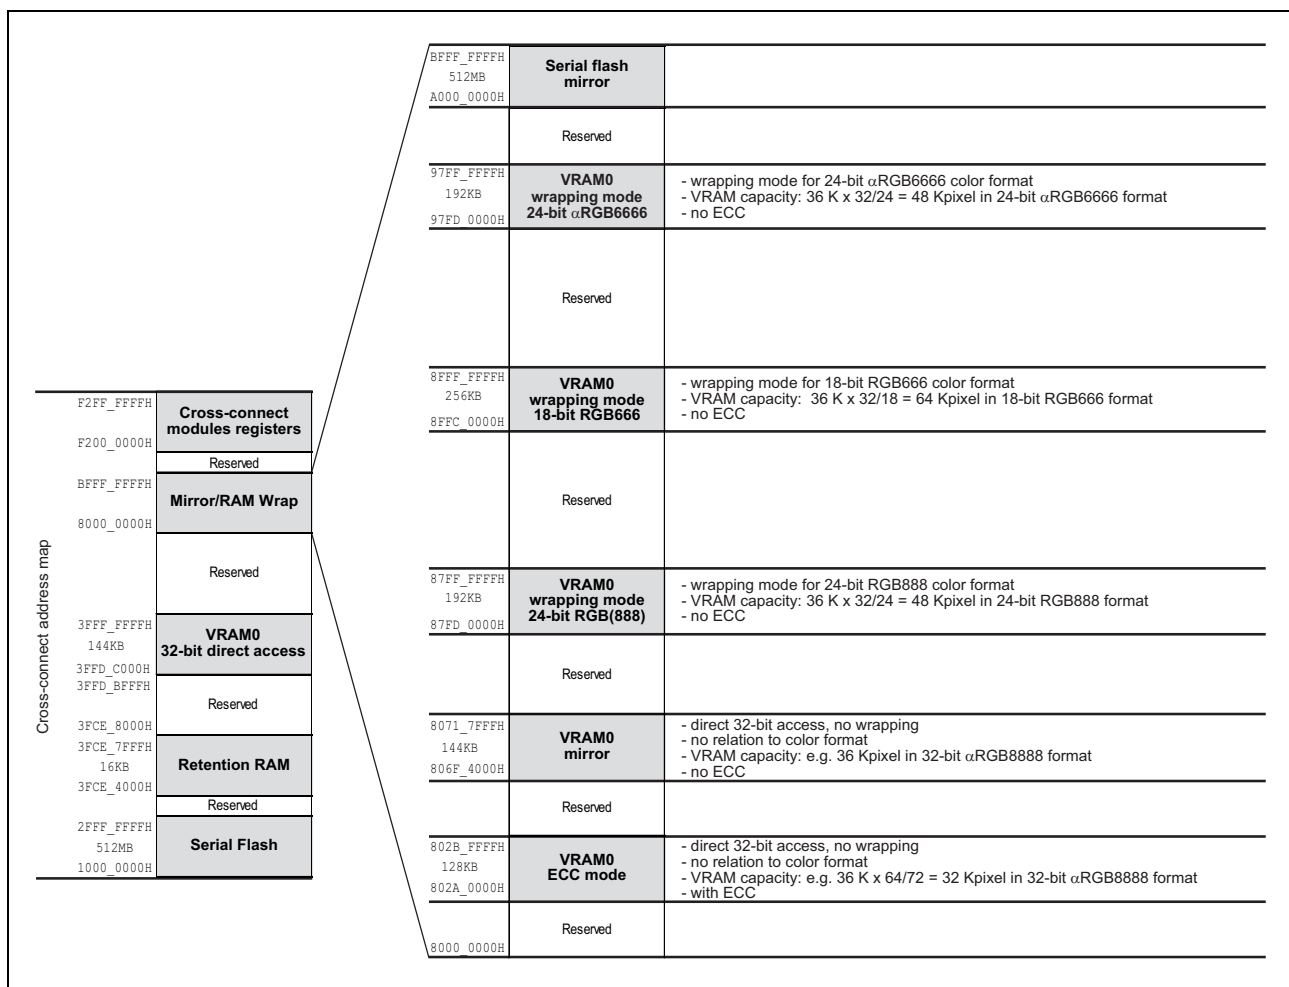 BFFF_FFFFH
512MB
A000_0000H
Serial flash
mirror
Reserved
97FF_FFFFH
192KB
97FD_0000H
VRAM0
wrapping mode
24-bit αRGB6666
- wrapping mode for 24-bit αRGB6666 color format
- VRAM capacity: 36 K x 32/24 = 48 Kpixel in 24-bit αRGB6666 format
- no ECC
Reserved
8FFF_FFFFH
256KB
8FFC_0000H
VRAM0
wrapping mode
18-bit RGB666
- wrapping mode for 18-bit RGB666 color format
- VRAM capacity: 36 K x 32/18 = 64 Kpixel in 18-bit RGB666 format
- no ECC
Reserved
87FF_FFFFH
192KB
87FD_0000H
VRAM0
wrapping mode
24-bit RGB(888)
- wrapping mode for 24-bit RGB888 color format
- VRAM capacity: 36 K x 32/24 = 48 Kpixel in 24-bit RGB888 format
- no ECC
Reserved
8071_7FFFH
144KB
806F_4000H
VRAM0
mirror
- direct 32-bit access, no wrapping
- no relation to color format
- VRAM capacity: e.g. 36 Kpixel in 32-bit αRGB8888 format
- no ECC
Reserved
802B_FFFFH
128KB
802A_0000H
VRAM0
ECC mode
- direct 32-bit access, no wrapping
- no relation to color format
- VRAM capacity: e.g. 36 K x 64/72 = 32 Kpixel in 32-bit αRGB8888 format
- with ECC
Reserved
8000_0000H
Cross-connect address map
F2FF_FFFFH
F200_0000H
Cross-connect
modules registers
Reserved
BFFF_FFFFH
8000_0000H
Mirror/RAM Wrap
Reserved
3FFF_FFFFH
144KB
3FFD_C000H
VRAM0
32-bit direct access
3FFD_BFFFH
Reserved
3FCE_8000H
3FCE_7FFFH
16KB
3FCE_4000H
Retention RAM
Reserved
2FFF_FFFFH
512MB
1000_0000H
Serial Flash